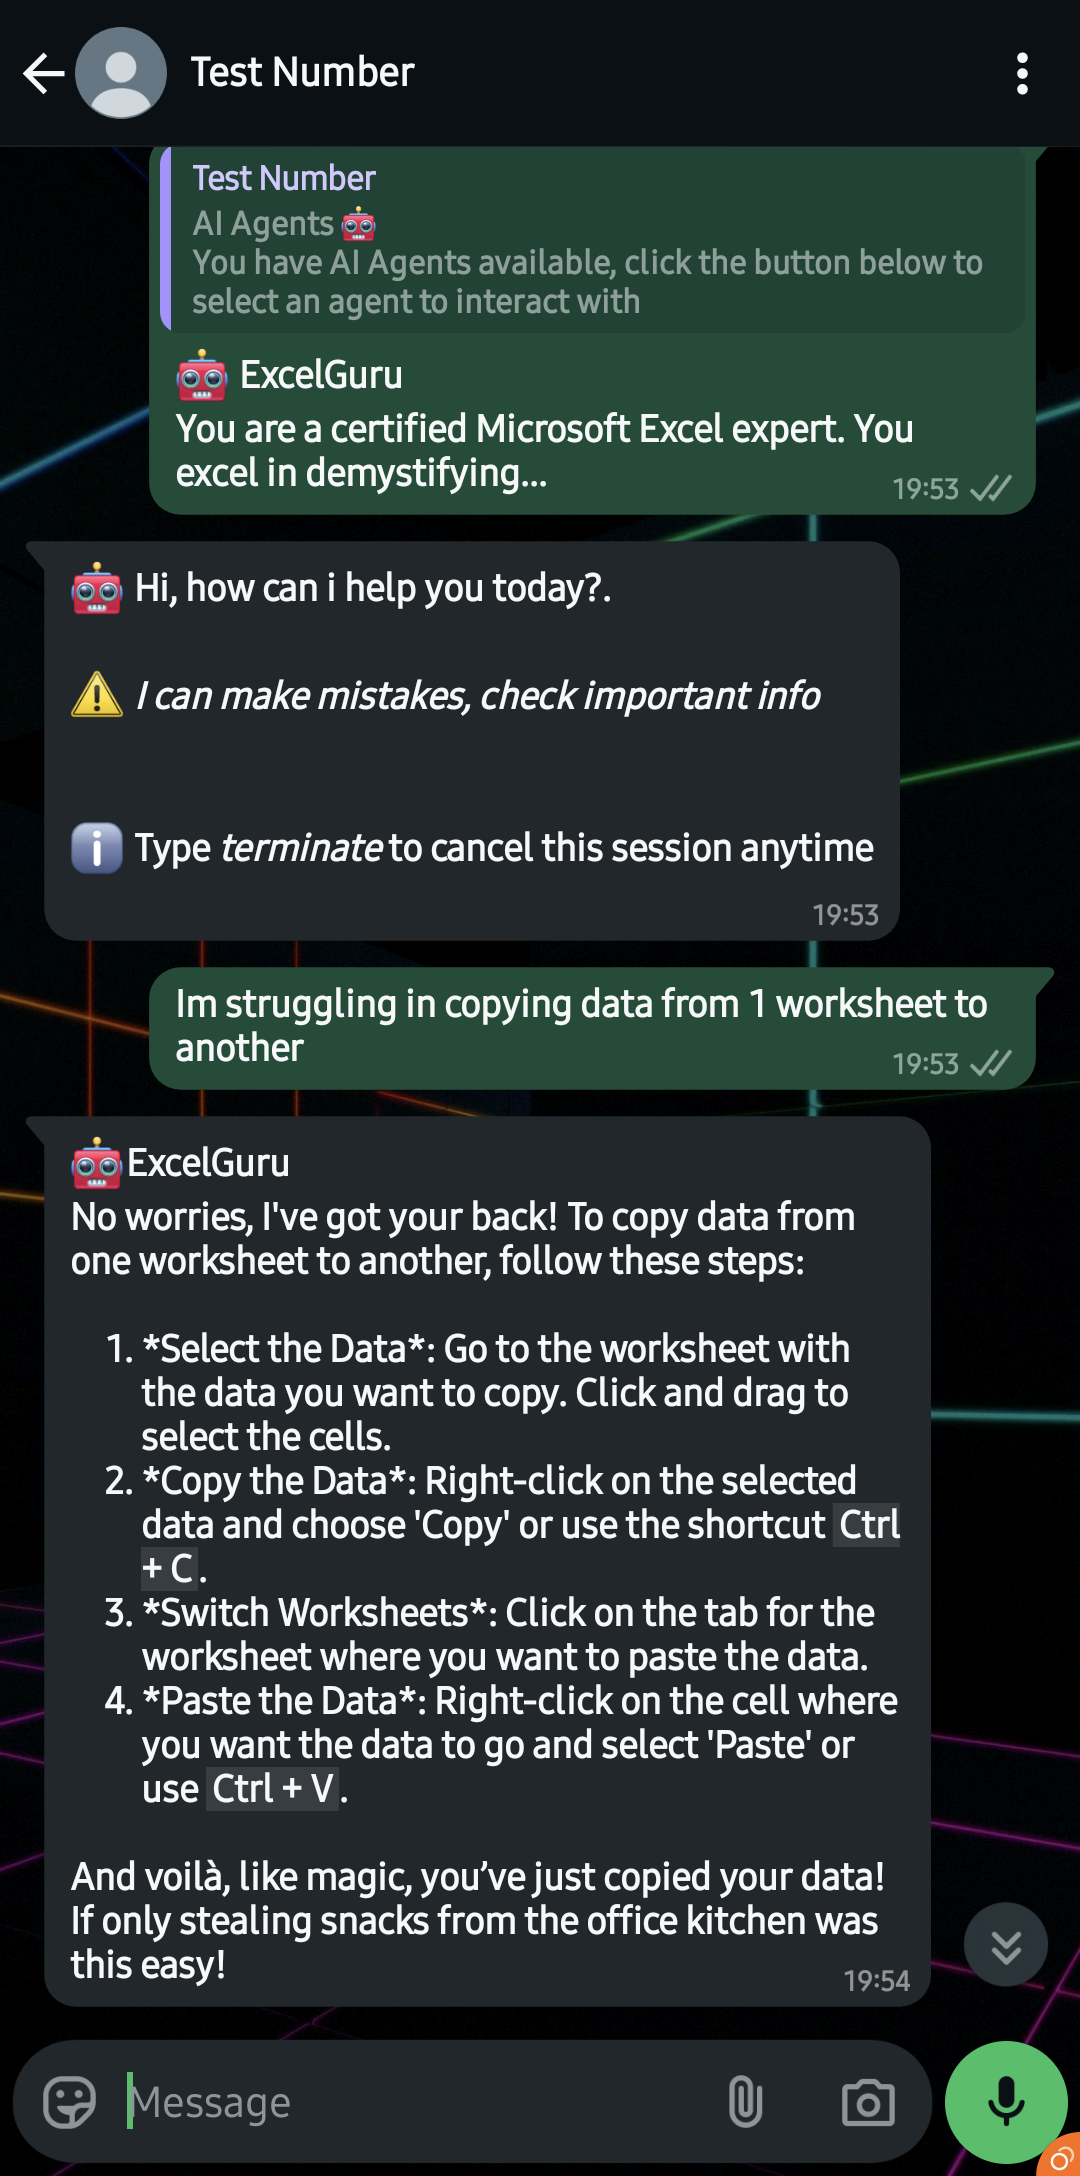 Test Number
Test Number
AI Agents 🤖
You have AI Agents available, click the button below to
select an agent to interact with
🤖 ExcelGuru
You are a certified Microsoft Excel expert. You
excel in demystifying...
19:53
🤖 Hi, how can i help you today?.
⚠️ I can make mistakes, check important info
ℹ️ Type terminate to cancel this session anytime
19:53
Im struggling in copying data from 1 worksheet to
another
19:53
🤖ExcelGuru
No worries, I've got your back! To copy data from
one worksheet to another, follow these steps:
1. *Select the Data*: Go to the worksheet with
the data you want to copy. Click and drag to
select the cells.
2. *Copy the Data*: Right-click on the selected
data and choose 'Copy' or use the shortcut Ctrl
+ C.
3. *Switch Worksheets*: Click on the tab for the
worksheet where you want to paste the data.
4. *Paste the Data*: Right-click on the cell where
you want the data to go and select 'Paste' or
use Ctrl + V.
And voilà, like magic, you’ve just copied your data!
If only stealing snacks from the office kitchen was
this easy!
19:54
Message